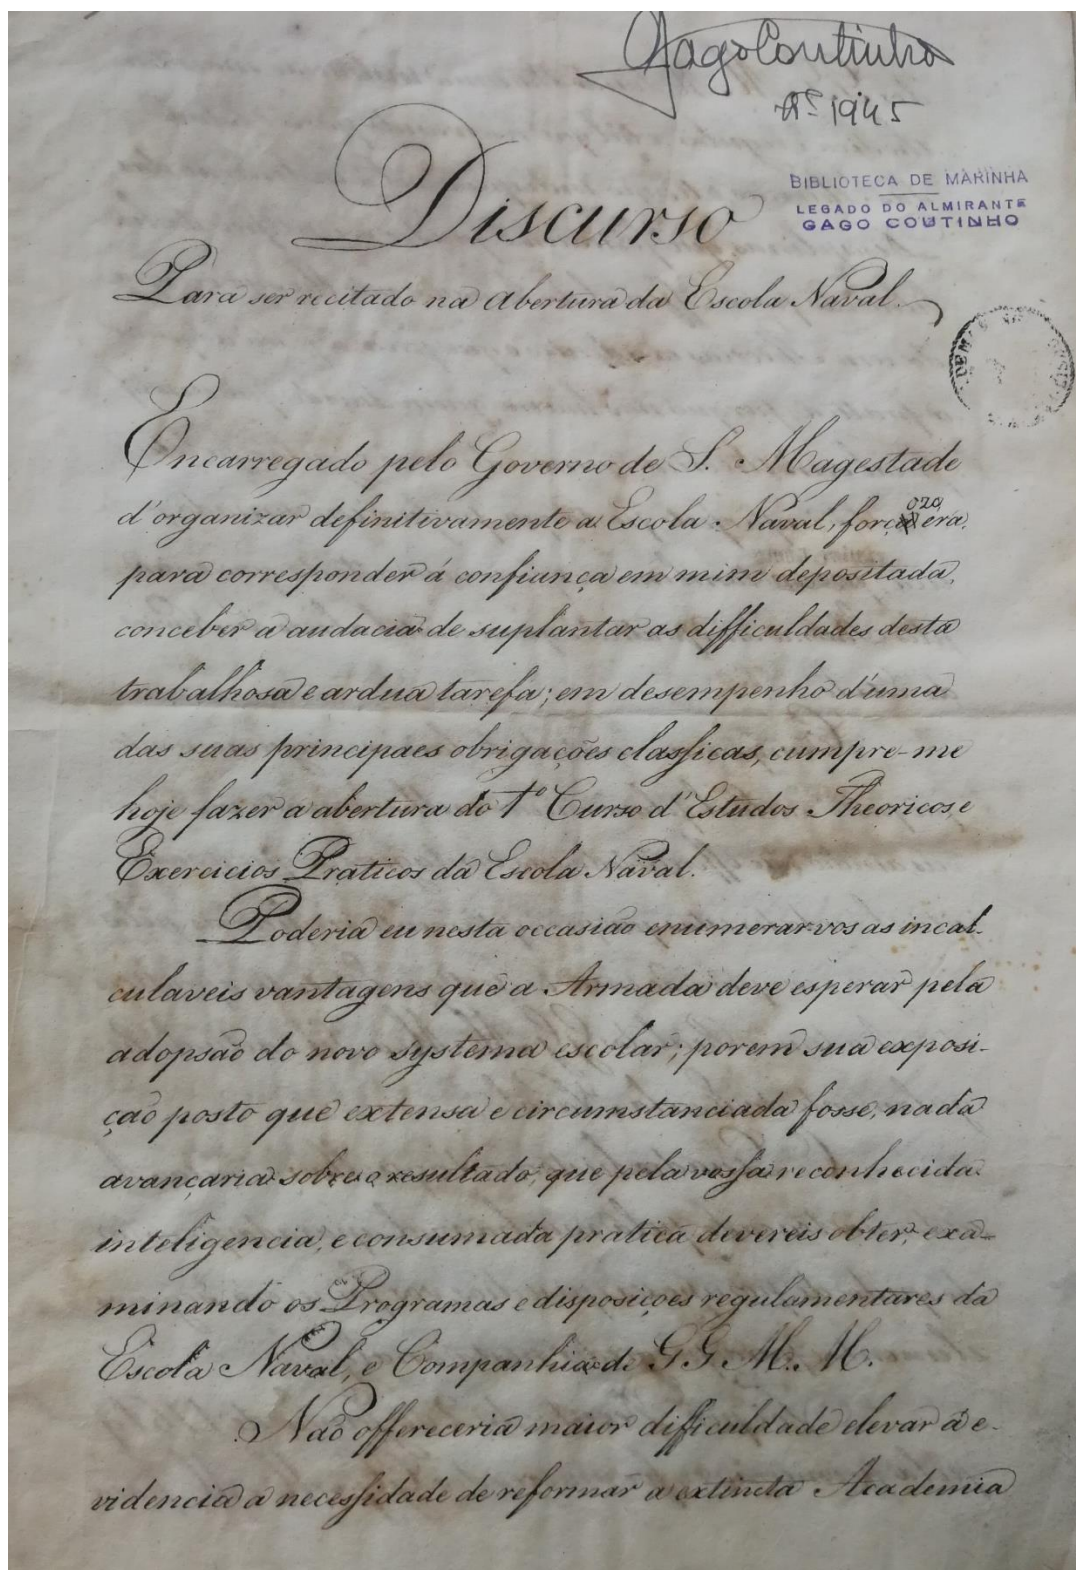 Gago Coutinho
1945
BIBLIOTECA DE MARINHA
LEGADO DO ALMIRANTE
GAGO COUTINHO
Discurso
Para ser recitado na Abertura da Escola Naval.
Encarregado pelo Governo de S. Magestade
d'organizar definitivamente a Escola Naval, forçozo era,
para corresponder á confiança em mim depositada,
conceber a audacia de suplantar as difficuldades desta
trabalhosa e ardua tarefa; em desempenho d'uma
das suas principaes obrigações classicas, cumpre-me
hoje fazer a abertura do 1º Curso d'Estudos Theoricos, e
Exercicios Praticos da Escola Naval.
Poderia eu nesta occasião enumerar-vos as incal-
culaveis vantagens que a Armada deve esperar pela
adopsão do novo systema escolar; porem sua exposi-
ção posto que extensa e circumstanciada fosse, nada
avançaria sobre o resultado, que pela vossa reconhecida
inteligencia, e consumada pratica devereis obter, exa-
minando os Programas e disposições regulamentares da
Escola Naval, e Companhia de G G. M. M.
Não offereceria maior difficuldade elevar á e-
videncia a necessidade de reformar a extincta Academia